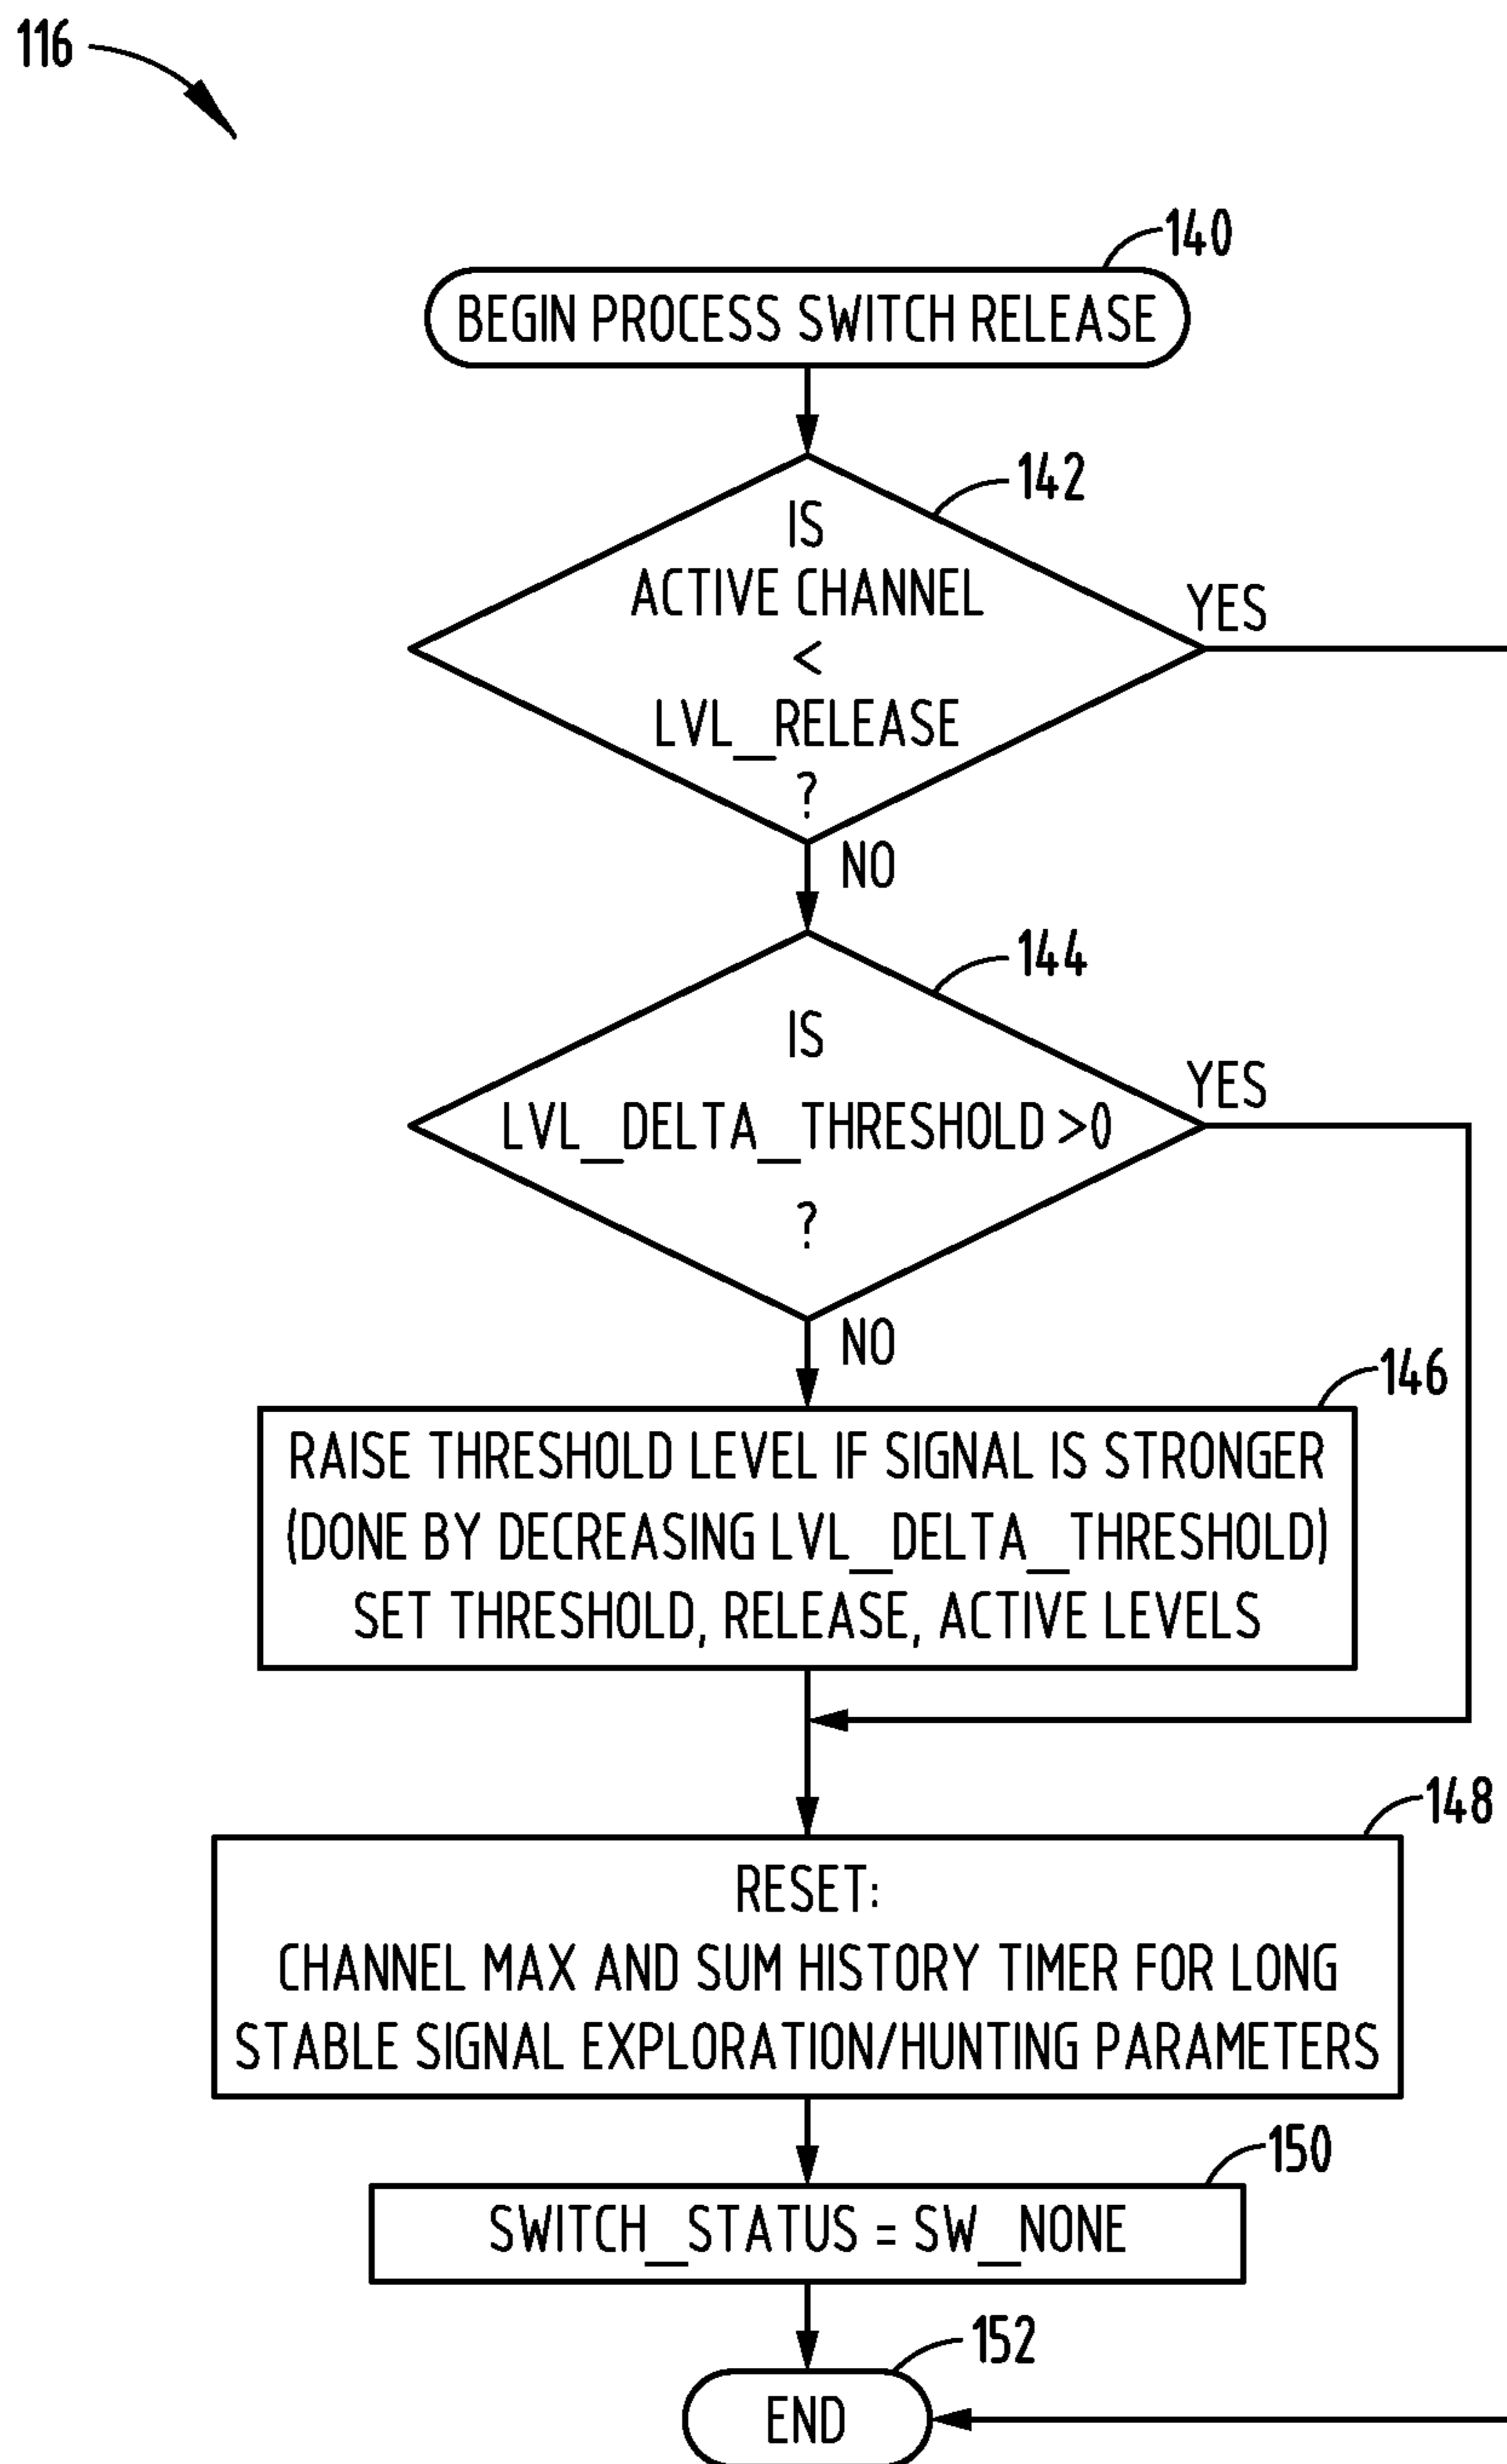 116
140
BEGIN PROCESS SWITCH RELEASE
142
IS
ACTIVE CHANNEL
<
LVL_RELEASE
?
YES
NO
144
IS
LVL_DELTA_THRESHOLD >0
?
YES
NO
146
RAISE THRESHOLD LEVEL IF SIGNAL IS STRONGER
(DONE BY DECREASING LVL_DELTA_THRESHOLD)
SET THRESHOLD, RELEASE, ACTIVE LEVELS
148
RESET:
CHANNEL MAX AND SUM HISTORY TIMER FOR LONG
STABLE SIGNAL EXPLORATION/HUNTING PARAMETERS
150
SWITCH_STATUS = SW_NONE
152
END